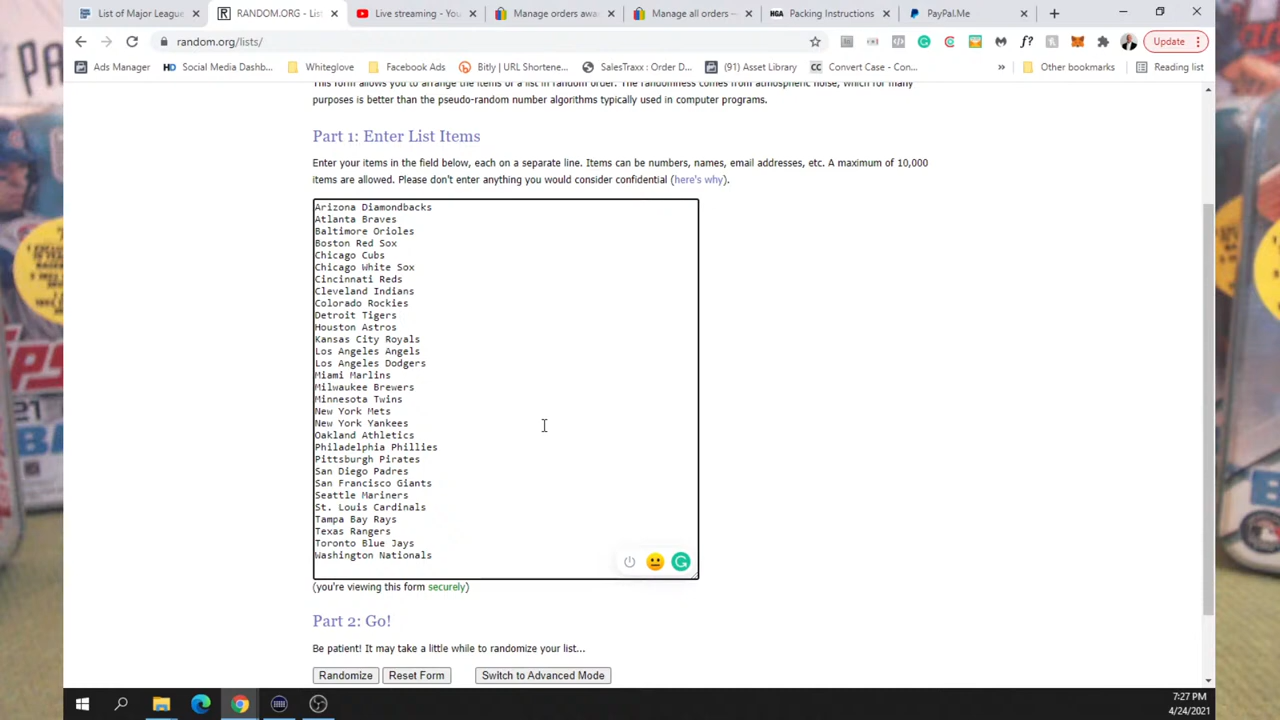 List of Major League
RANDOM.ORG - List
Live streaming - You
Manage orders awa
Manage all orders —
HGA Packing Instructions
PayPal.Me
random.org/lists/
Update
Ads Manager
HD Social Media Dashb...
Whiteglove
Facebook Ads
Bitly | URL Shortene...
SalesTraxx : Order D...
(91) Asset Library
CC Convert Case - Con...
»
Other bookmarks
Reading list
This form allows you to arrange the items of a list in random order. The randomness comes from atmospheric noise, which for many
purposes is better than the pseudo-random number algorithms typically used in computer programs.
Part 1: Enter List Items
Enter your items in the field below, each on a separate line. Items can be numbers, names, email addresses, etc. A maximum of 10,000
items are allowed. Please don't enter anything you would consider confidential (here's why).
Arizona Diamondbacks
Atlanta Braves
Baltimore Orioles
Boston Red Sox
Chicago Cubs
Chicago White Sox
Cincinnati Reds
Cleveland Indians
Colorado Rockies
Detroit Tigers
Houston Astros
Kansas City Royals
Los Angeles Angels
Los Angeles Dodgers
Miami Marlins
Milwaukee Brewers
Minnesota Twins
New York Mets
New York Yankees
Oakland Athletics
Philadelphia Phillies
Pittsburgh Pirates
San Diego Padres
San Francisco Giants
Seattle Mariners
St. Louis Cardinals
Tampa Bay Rays
Texas Rangers
Toronto Blue Jays
Washington Nationals
(you're viewing this form securely)
Part 2: Go!
Be patient! It may take a little while to randomize your list...
Randomize
Reset Form
Switch to Advanced Mode
7:27 PM
4/24/2021